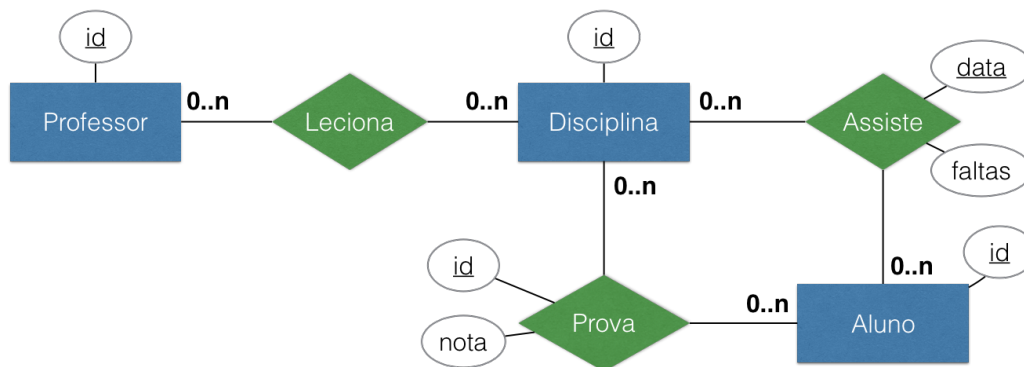 id
id
data
0..n
0..n
0..n
Professor
Leciona
Disciplina
Assiste
faltas
0..n
id
id
0..n
0..n
Prova
Aluno
nota